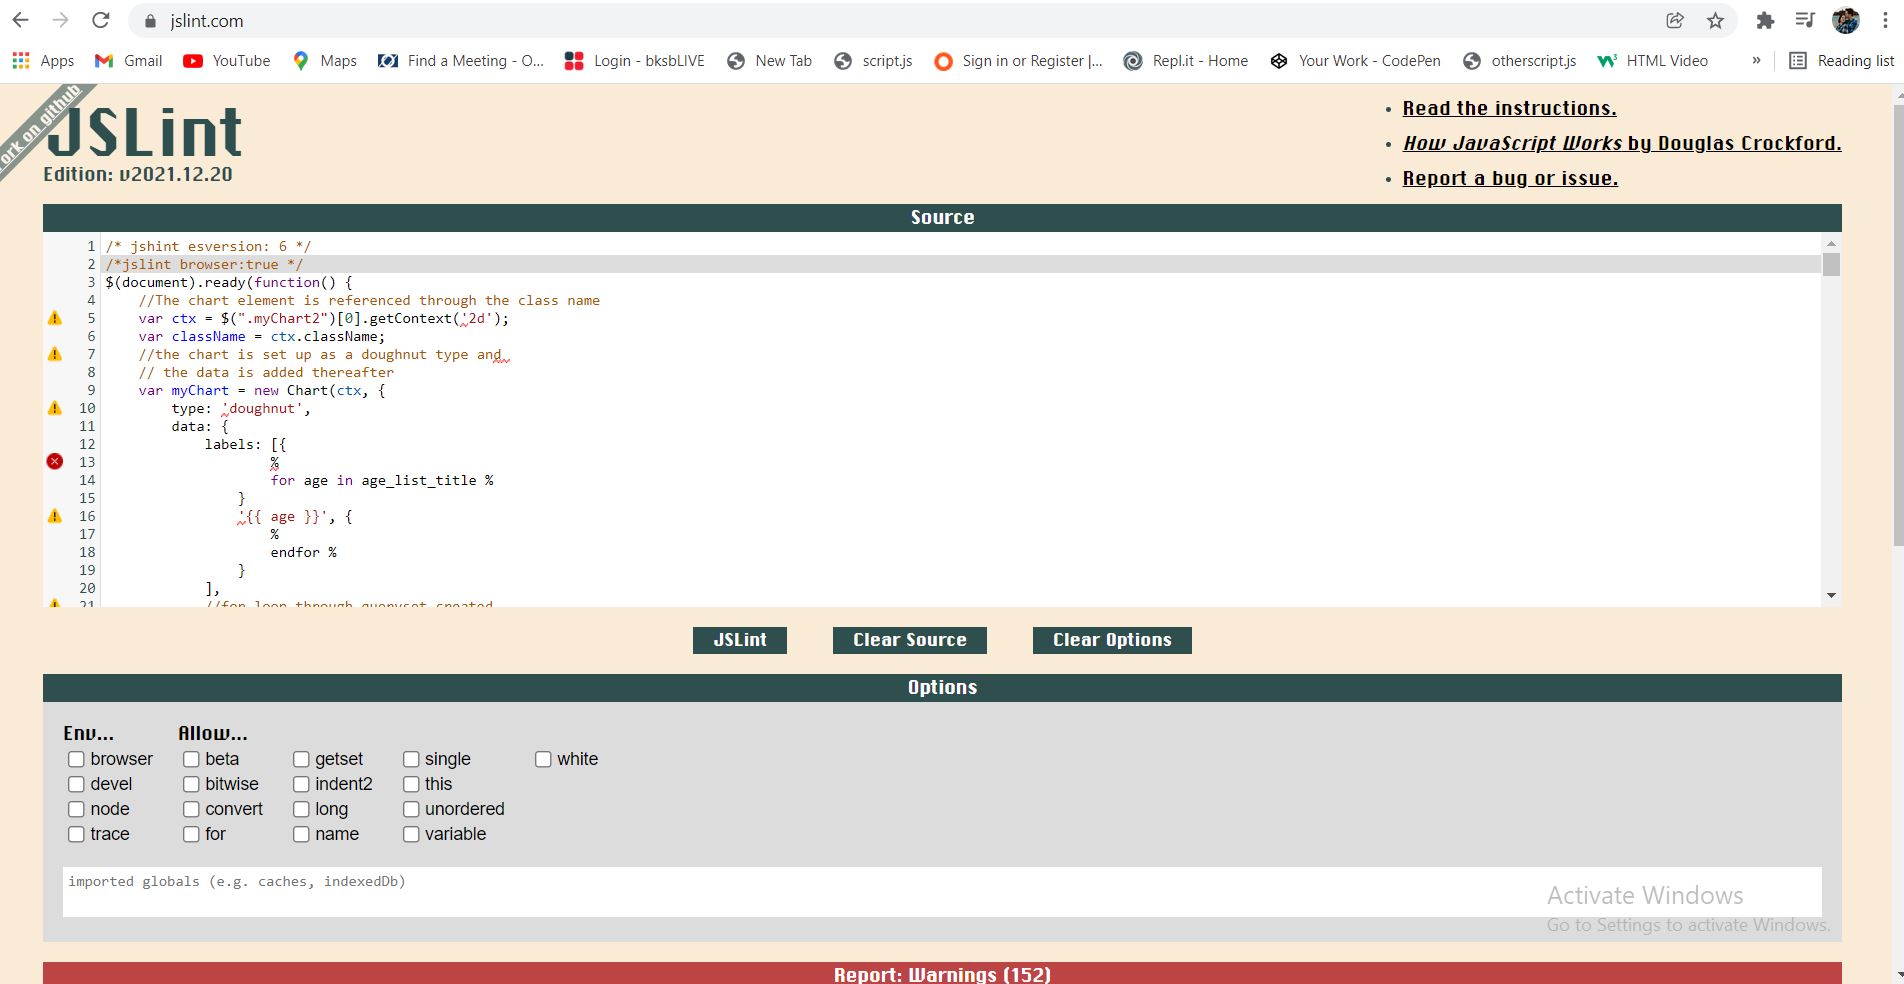 jslint.com
Apps Gmail YouTube Maps Find a Meeting - O... Login - bksbLIVE New Tab script.js Sign in or Register |... Repl.it - Home Your Work - CodePen otherscript.js HTML Video » Reading list
ork on github
JSLint
Edition: v2021.12.20
• Read the instructions.
• How JavaScript Works by Douglas Crockford.
• Report a bug or issue.
Source
1 /* jshint esversion: 6 */
2 /*jslint browser:true */
3 $(document).ready(function() {
4 //The chart element is referenced through the class name
5 var ctx = $(".myChart2")[0].getContext('2d');
6 var className = ctx.className;
7 //the chart is set up as a doughnut type and
8 // the data is added thereafter
9 var myChart = new Chart(ctx, {
10 type: 'doughnut',
11 data: {
12 labels: [{
13 %
14 for age in age_list_title %
15 }
16 '{{ age }}', {
17 %
18 endfor %
19 }
20 ],
21 //for loop through queryset created
JSLint Clear Source Clear Options
Options
Env... Allow...
browser beta getset single white
devel bitwise indent2 this
node convert long unordered
trace for name variable
imported globals (e.g. caches, indexedDb)
Activate Windows
Go to Settings to activate Windows.
Report: Warnings (152)